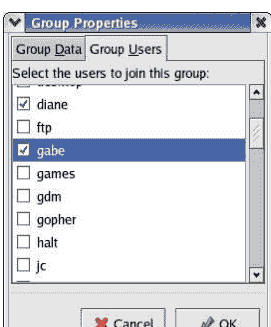 Group Properties
Group Data Group Users
Select the users to join this group:
diane
ftp
gabe
games
gdm
gopher
halt
jc
Cancel OK